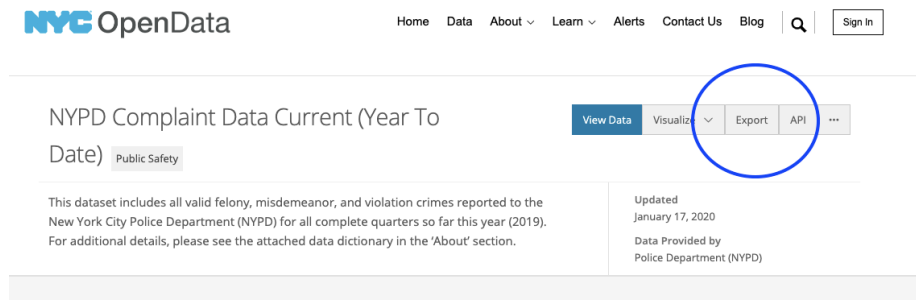 NYC OpenData
Home Data About Learn Alerts Contact Us Blog Sign In
NYPD Complaint Data Current (Year To
Date) Public Safety
View Data Visualize Export API ...
This dataset includes all valid felony, misdemeanor, and violation crimes reported to the
New York City Police Department (NYPD) for all complete quarters so far this year (2019).
For additional details, please see the attached data dictionary in the ‘About’ section.
Updated
January 17, 2020
Data Provided by
Police Department (NYPD)